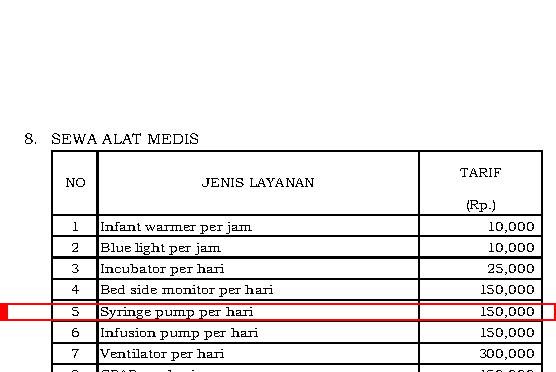 8. SEWA ALAT MEDIS
NO JENIS LAYANAN TARIF
(Rp.)
1 Infant warmer per jam 10,000
2 Blue light per jam 10,000
3 Incubator per hari 25,000
4 Bed side monitor per hari 150,000
5 Syringe pump per hari 150,000
6 Infusion pump per hari 150,000
7 Ventilator per hari 300,000